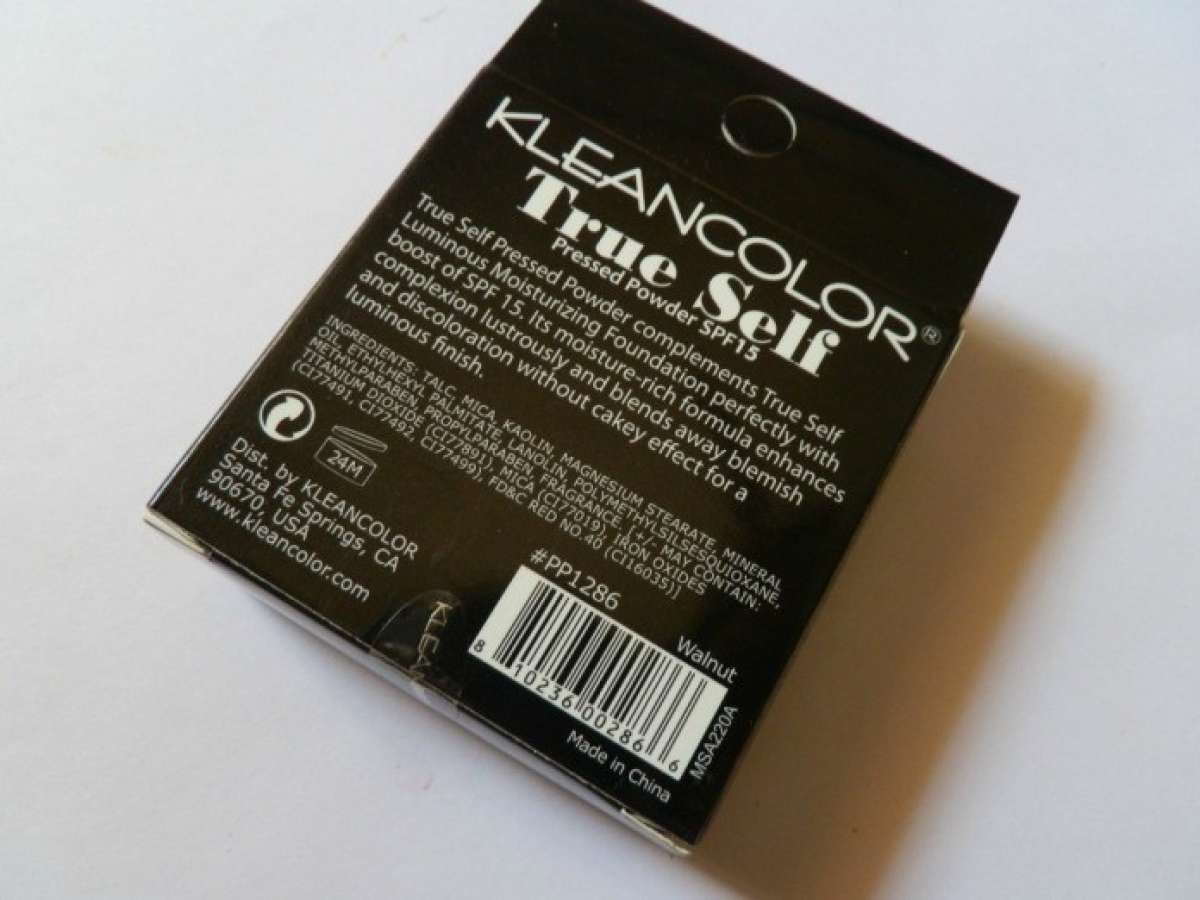 KLEANCOLOR®
True Self
Pressed Powder SPF15
True Self Pressed Powder complements True Self
Luminous Moisturizing Foundation perfectly with
boost of SPF 15. Its moisture-rich formula enhances
complexion lustrously and blends away blemish
and discoloration without cakey effect for a
luminous finish.
INGREDIENTS: TALC, MICA, KAOLIN, MAGNESIUM STEARATE, MINERAL
OIL, ETHYLHEXYL PALMITATE, LANOLIN, POLYMETHYLSILSESQUIOXANE,
METHYLPARABEN, PROPYLPARABEN, FRAGRANCE, [+/- MAY CONTAIN:
TITANIUM DIOXIDE (CI77891), MICA (CI77019), IRON OXIDES
(CI77491, CI77492, CI77499), FD&C RED NO.40 (CI16035)]
24M
Dist. by KLEANCOLOR
Santa Fe Springs, CA
90670, USA
www.kleancolor.com
#PP1286
Walnut
8 10236 00286 6
MSA220A
Made in China
KLEA